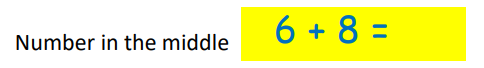 Number in the middle 6 + 8 =